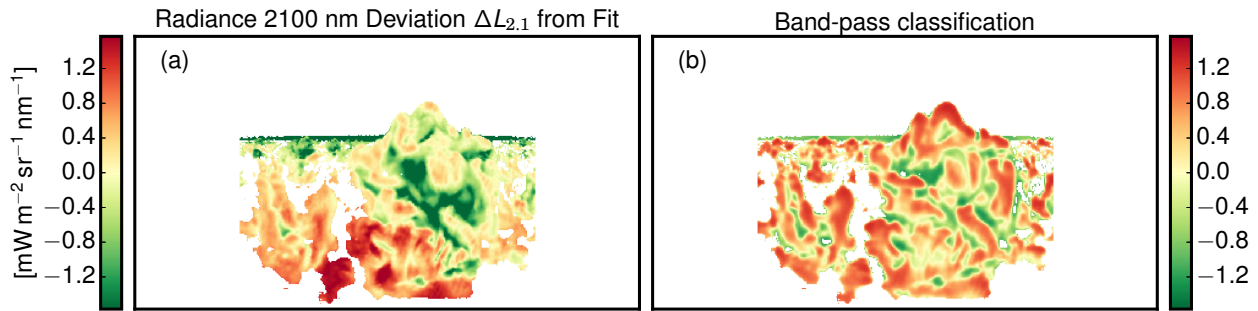 Radiance 2100 nm Deviation ΔL₂.₁ from Fit
Band-pass classification
(a)
(b)
[mW m⁻² sr⁻¹ nm⁻¹]
1.2
0.8
0.4
0.0
−0.4
−0.8
−1.2
1.2
0.8
0.4
0.0
−0.4
−0.8
−1.2